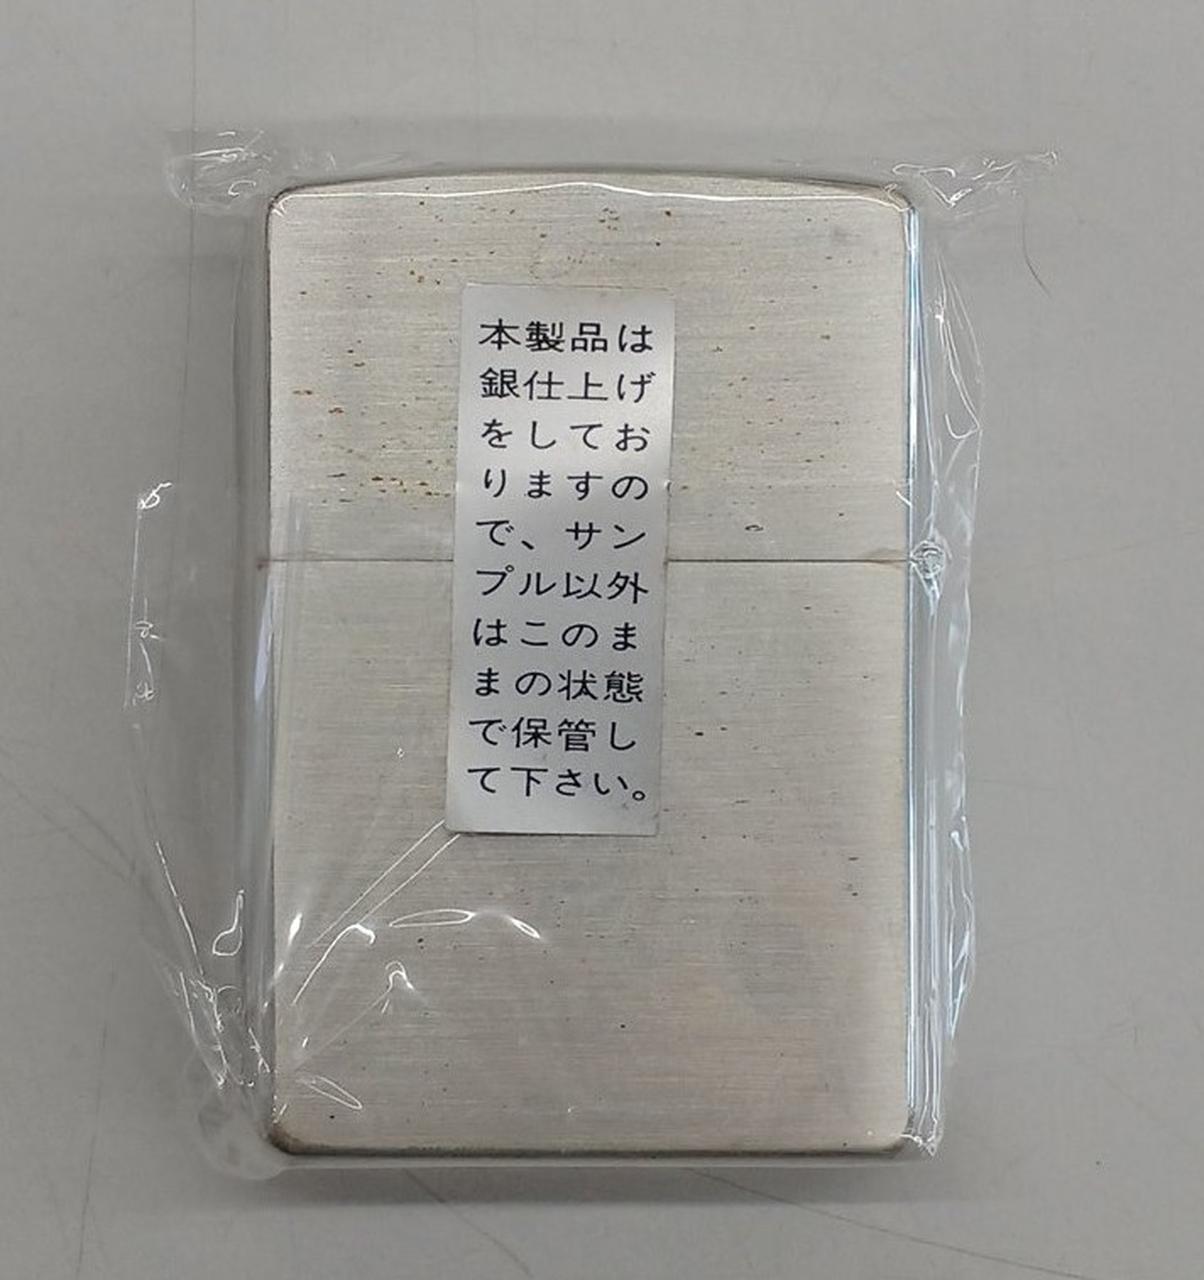 本製品は
銀仕上げ
をしてお
りますの
で、サン
プル以外
はこのま
まの状態
で保管し
て下さい。